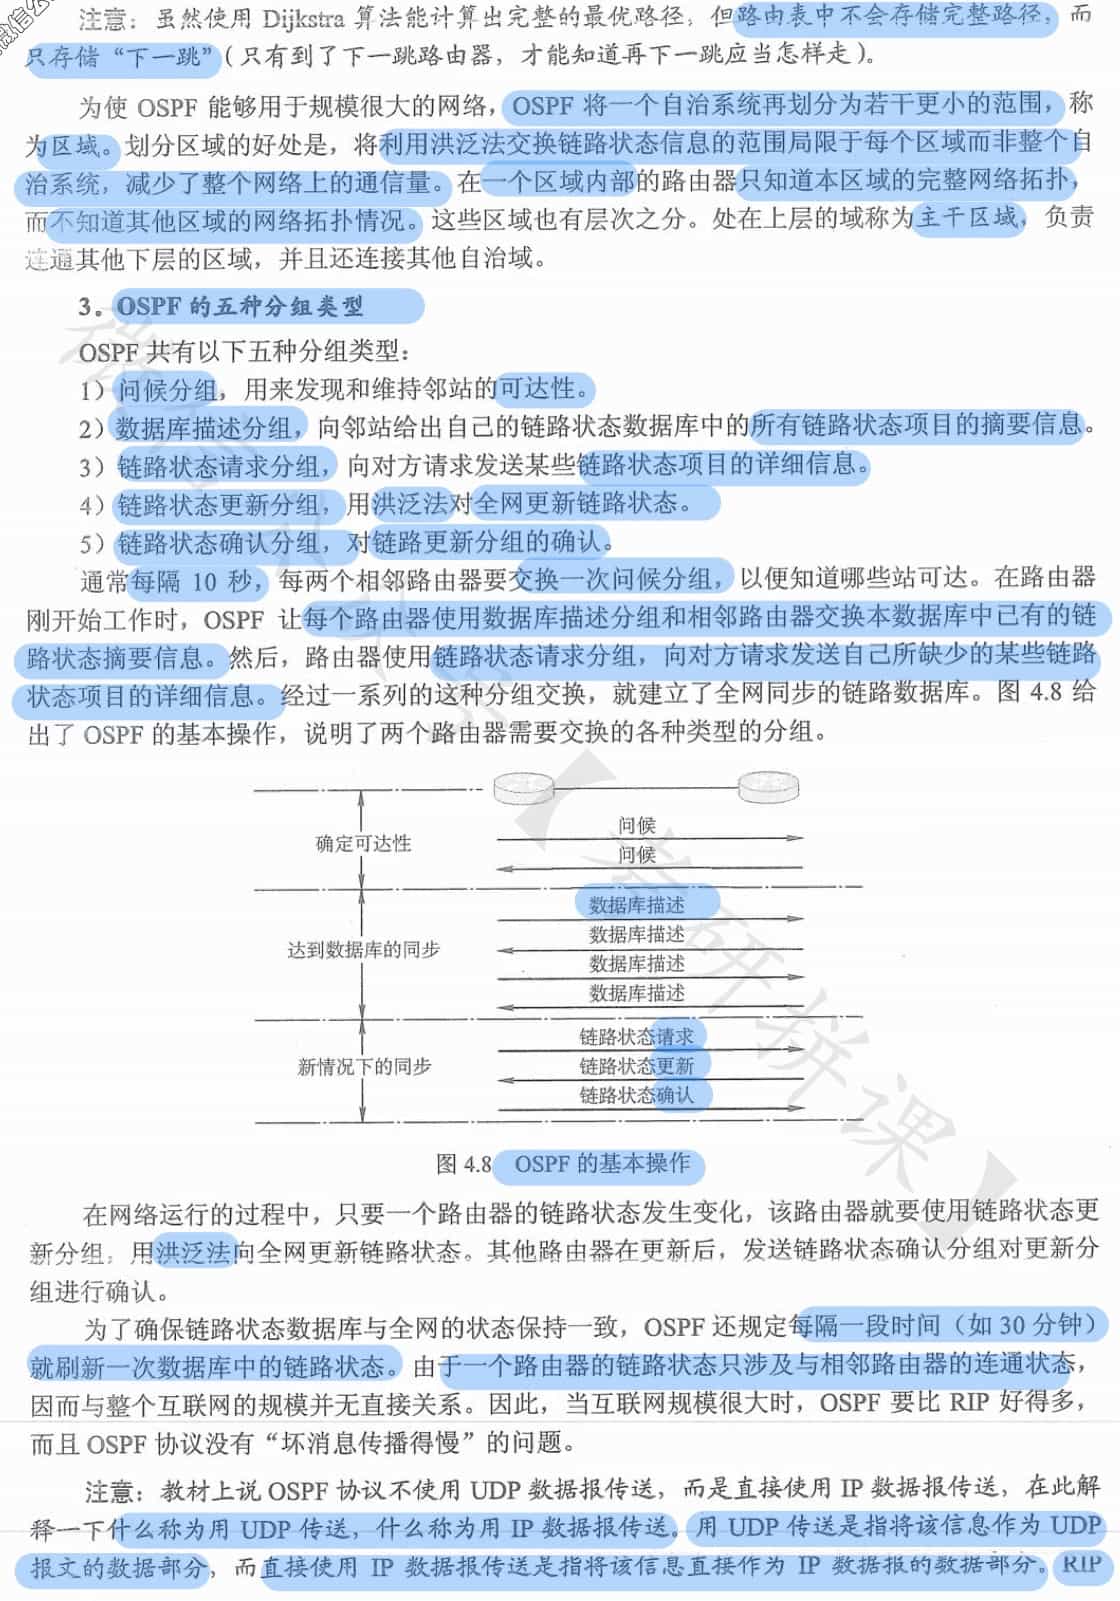 注意：虽然使用 Dijkstra 算法能计算出完整的最优路径，但路由表中不会存储完整路径，而
只存储“下一跳”（只有到了下一跳路由器，才能知道再下一跳应当怎样走）。
为使 OSPF 能够用于规模很大的网络，OSPF 将一个自治系统再划分为若干更小的范围，称
为区域。划分区域的好处是，将利用洪泛法交换链路状态信息的范围局限于每个区域而非整个自
治系统，减少了整个网络上的通信量。在一个区域内部的路由器只知道本区域的完整网络拓扑，
而不知道其他区域的网络拓扑情况。这些区域也有层次之分。处在上层的域称为主干区域，负责
连通其他下层的区域，并且还连接其他自治域。
3。OSPF 的五种分组类型
OSPF 共有以下五种分组类型：
1）问候分组，用来发现和维持邻站的可达性。
2）数据库描述分组，向邻站给出自己的链路状态数据库中的所有链路状态项目的摘要信息。
3）链路状态请求分组，向对方请求发送某些链路状态项目的详细信息。
4）链路状态更新分组，用洪泛法对全网更新链路状态。
5）链路状态确认分组，对链路更新分组的确认。
通常每隔 10 秒，每两个相邻路由器要交换一次问候分组，以便知道哪些站可达。在路由器
刚开始工作时，OSPF 让每个路由器使用数据库描述分组和相邻路由器交换本数据库中已有的链
路状态摘要信息。然后，路由器使用链路状态请求分组，向对方请求发送自己所缺少的某些链路
状态项目的详细信息。经过一系列的这种分组交换，就建立了全网同步的链路数据库。图 4.8 给
出了 OSPF 的基本操作，说明了两个路由器需要交换的各种类型的分组。
问候
确定可达性
问候
数据库描述
数据库描述
达到数据库的同步
数据库描述
数据库描述
链路状态请求
新情况下的同步
链路状态更新
链路状态确认
图 4.8 OSPF 的基本操作
在网络运行的过程中，只要一个路由器的链路状态发生变化，该路由器就要使用链路状态更
新分组，用洪泛法向全网更新链路状态。其他路由器在更新后，发送链路状态确认分组对更新分
组进行确认。
为了确保链路状态数据库与全网的状态保持一致，OSPF 还规定每隔一段时间（如 30 分钟）
就刷新一次数据库中的链路状态。由于一个路由器的链路状态只涉及与相邻路由器的连通状态，
因而与整个互联网的规模并无直接关系。因此，当互联网规模很大时，OSPF 要比 RIP 好得多，
而且 OSPF 协议没有“坏消息传播得慢”的问题。
注意：教材上说 OSPF 协议不使用 UDP 数据报传送，而是直接使用 IP 数据报传送，在此解
释一下什么称为用 UDP 传送，什么称为用 IP 数据报传送。用 UDP 传送是指将该信息作为 UDP
报文的数据部分，而直接使用 IP 数据报传送是指将该信息直接作为 IP 数据报的数据部分。RIP